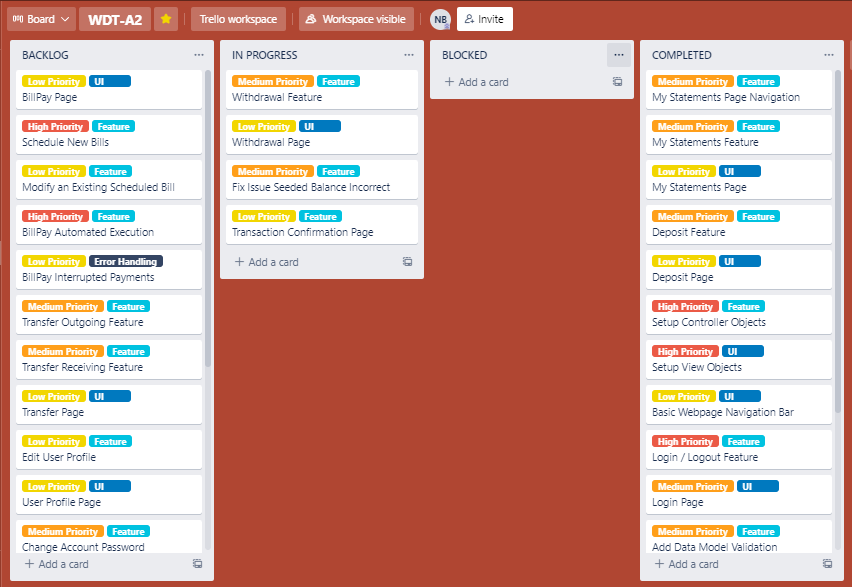 Board
WDT-A2
Trello workspace
Workspace visible
NB
Invite
BACKLOG
Low Priority UI
BillPay Page
High Priority Feature
Schedule New Bills
Low Priority Feature
Modify an Existing Scheduled Bill
High Priority Feature
BillPay Automated Execution
Low Priority Error Handling
BillPay Interrupted Payments
Medium Priority Feature
Transfer Outgoing Feature
Medium Priority Feature
Transfer Receiving Feature
Low Priority UI
Transfer Page
Low Priority Feature
Edit User Profile
Low Priority UI
User Profile Page
Medium Priority Feature
Change Account Password
+ Add a card
IN PROGRESS
Medium Priority Feature
Withdrawal Feature
Low Priority UI
Withdrawal Page
Medium Priority Feature
Fix Issue Seeded Balance Incorrect
Low Priority Feature
Transaction Confirmation Page
+ Add a card
BLOCKED
+ Add a card
COMPLETED
Medium Priority Feature
My Statements Page Navigation
Medium Priority Feature
My Statements Feature
Low Priority UI
My Statements Page
Medium Priority Feature
Deposit Feature
Low Priority UI
Deposit Page
High Priority Feature
Setup Controller Objects
High Priority UI
Setup View Objects
Low Priority UI
Basic Webpage Navigation Bar
High Priority Feature
Login / Logout Feature
Medium Priority UI
Login Page
Medium Priority Feature
Add Data Model Validation
+ Add a card